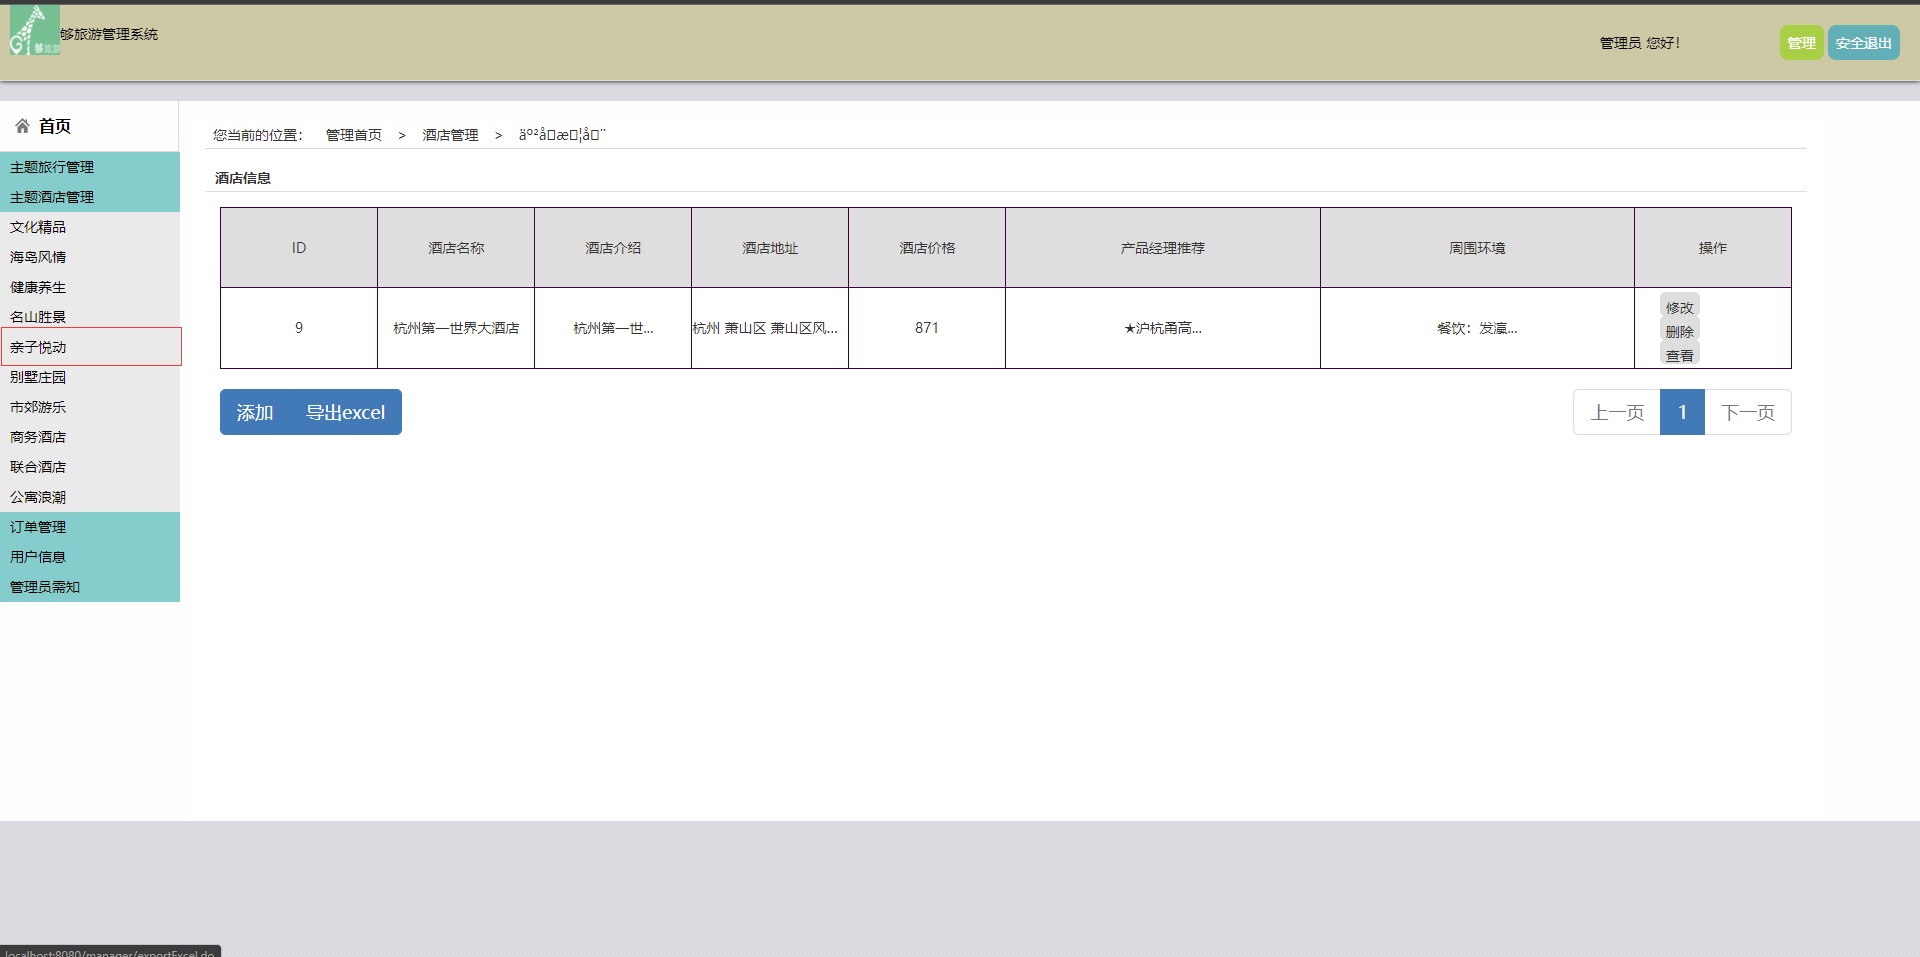 够旅游管理系统
管理员 您好！
管理
安全退出
首页
主题旅行管理
主题酒店管理
文化精品
海岛风情
健康养生
名山胜景
亲子悦动
别墅庄园
市郊游乐
商务酒店
联合酒店
公寓浪潮
订单管理
用户信息
管理员需知
您当前的位置： 管理首页 > 酒店管理 >
酒店信息
ID 酒店名称 酒店介绍 酒店地址 酒店价格 产品经理推荐 周围环境 操作
9 杭州第一世界大酒店 杭州第一世... 杭州 萧山区 萧山区风... 871 ★沪杭甬高... 餐饮：发瀛...
修改
删除
查看
添加 导出excel
上一页 1 下一页
localhost:8080/manager/exportExcel.do